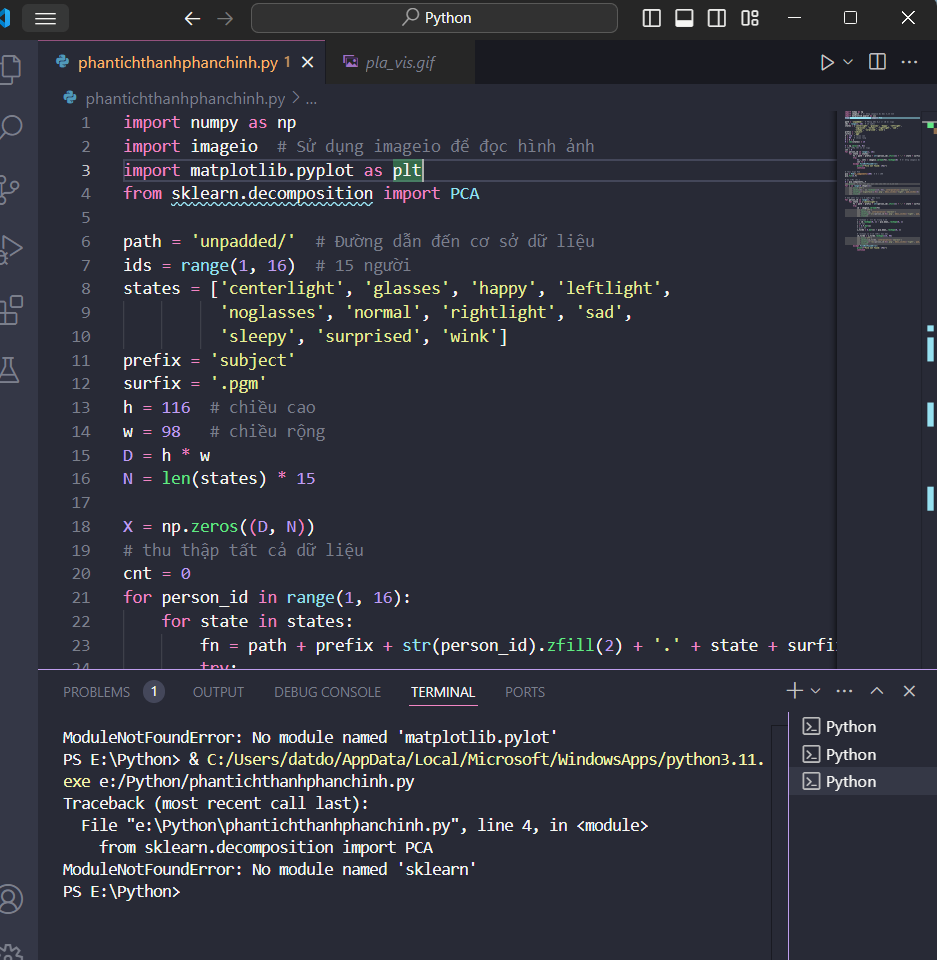 Python
phantichthanhphanchinh.py 1
pla_vis.gif
phantichthanhphanchinh.py > ...
1 import numpy as np
2 import imageio  # Sử dụng imageio để đọc hình ảnh
3 import matplotlib.pyplot as plt
4 from sklearn.decomposition import PCA
5
6 path = 'unpadded/'  # Đường dẫn đến cơ sở dữ liệu
7 ids = range(1, 16)  # 15 người
8 states = ['centerlight', 'glasses', 'happy', 'leftlight',
9           'noglasses', 'normal', 'rightlight', 'sad',
10           'sleepy', 'surprised', 'wink']
11 prefix = 'subject'
12 surfix = '.pgm'
13 h = 116  # chiều cao
14 w = 98   # chiều rộng
15 D = h * w
16 N = len(states) * 15
17
18 X = np.zeros((D, N))
19 # thu thập tất cả dữ liệu
20 cnt = 0
21 for person_id in range(1, 16):
22     for state in states:
23         fn = path + prefix + str(person_id).zfill(2) + '.' + state + surfi
24         try:
PROBLEMS 1 OUTPUT DEBUG CONSOLE TERMINAL PORTS
ModuleNotFoundError: No module named 'matplotlib.pylot'
PS E:\Python> & C:/Users/datdo/AppData/Local/Microsoft/WindowsApps/python3.11.
exe e:/Python/phantichthanhphanchinh.py
Traceback (most recent call last):
  File "e:\Python\phantichthanhphanchinh.py", line 4, in <module>
    from sklearn.decomposition import PCA
ModuleNotFoundError: No module named 'sklearn'
PS E:\Python>
Python
Python
Python